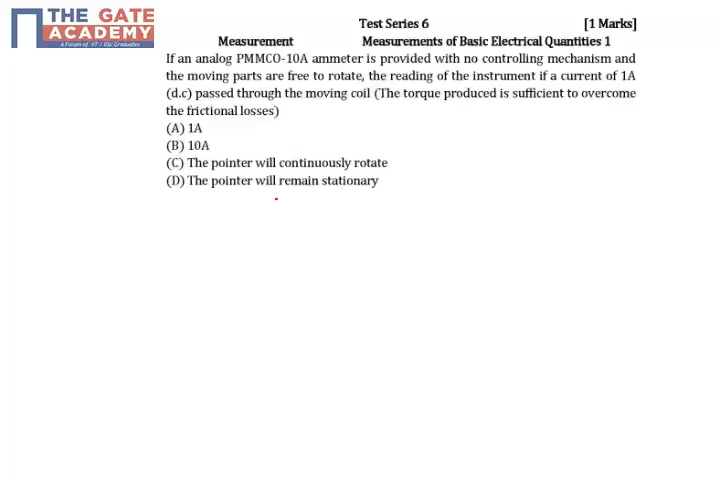 THE GATE
ACADEMY
A Forum of IIT / IISc Graduates
Test Series 6 [1 Marks]
Measurement Measurements of Basic Electrical Quantities 1
If an analog PMMCO-10A ammeter is provided with no controlling mechanism and
the moving parts are free to rotate, the reading of the instrument if a current of 1A
(d.c) passed through the moving coil (The torque produced is sufficient to overcome
the frictional losses)
(A) 1A
(B) 10A
(C) The pointer will continuously rotate
(D) The pointer will remain stationary